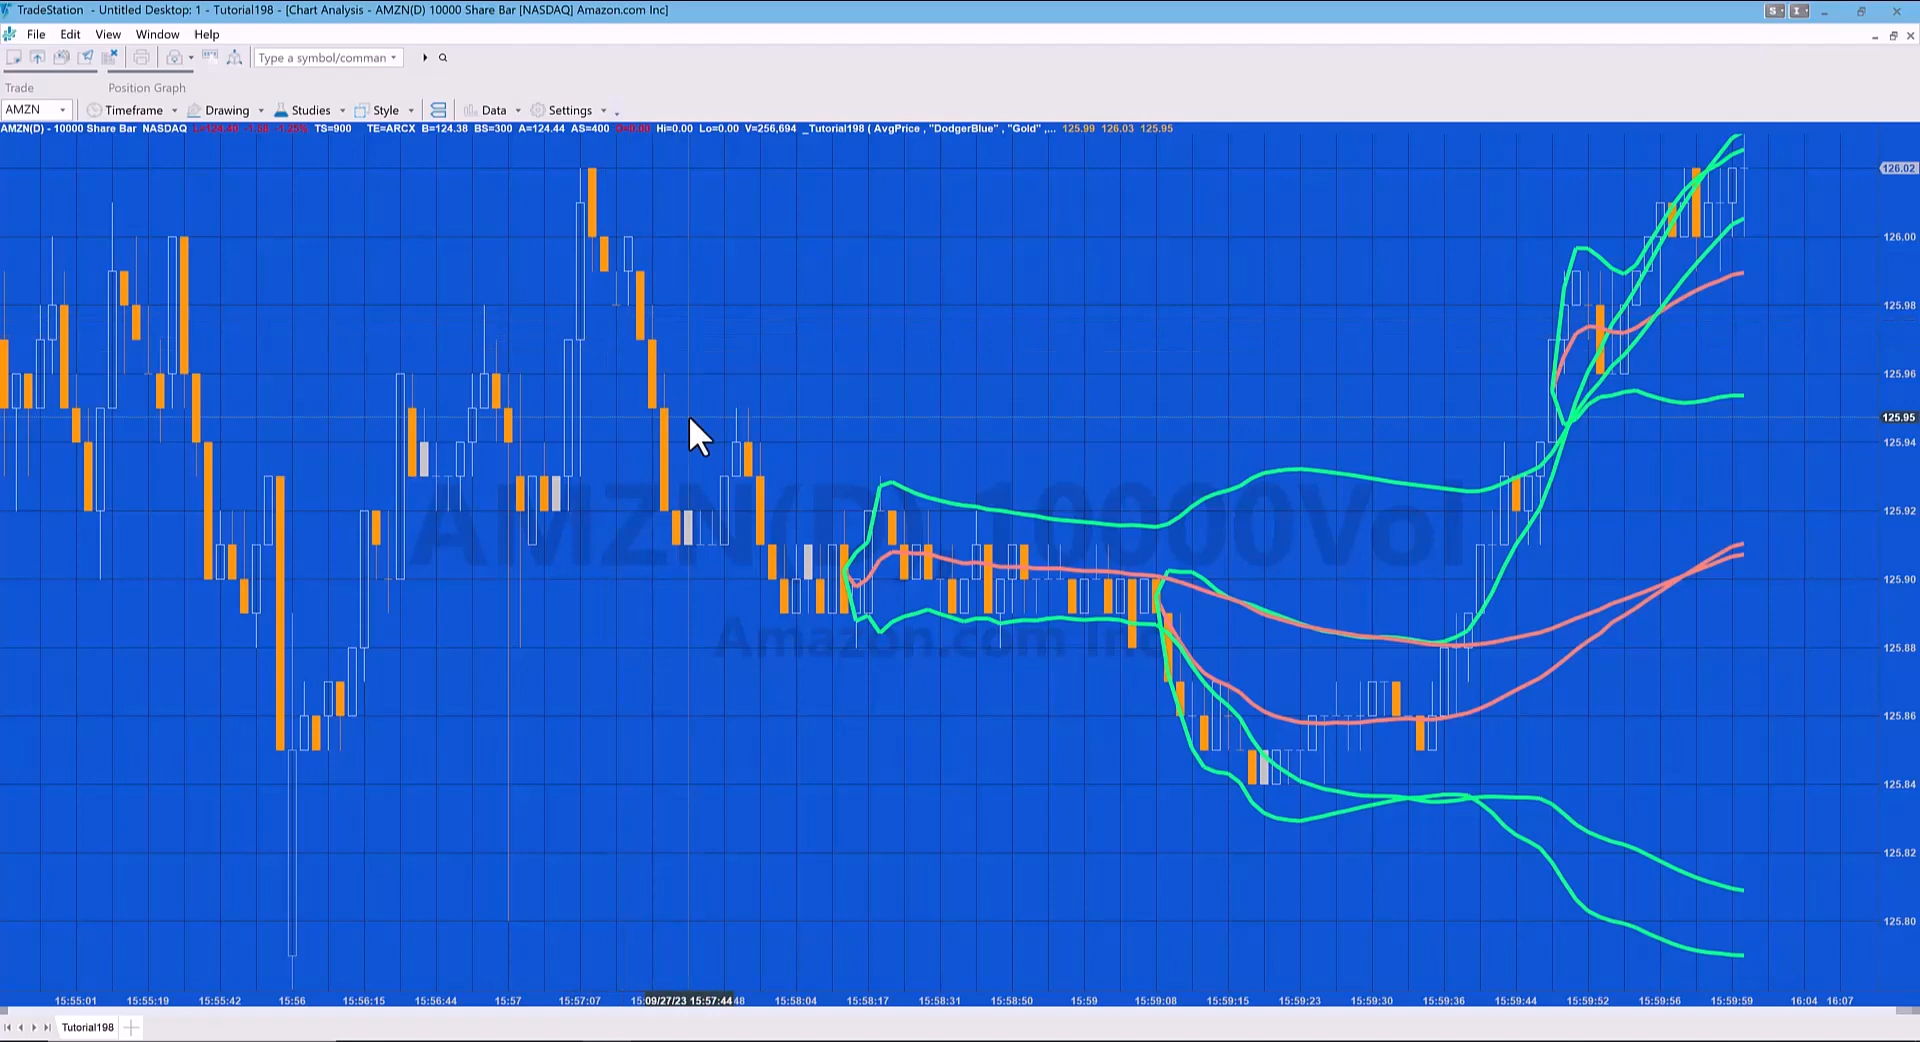 TradeStation - Untitled Desktop: 1 - Tutorial198 - [Chart Analysis - AMZN(D) 10000 Share Bar [NASDAQ] Amazon.com Inc]
S I
File Edit View Window Help
Type a symbol/comman
Trade Position Graph
AMZN Timeframe Drawing Studies Style Data Settings
AMZN(D) - 10000 Share Bar NASDAQ L=124.40 -1.58 -1.25% TS=900 TE=ARCX B=124.38 BS=300 A=124.44 AS=400 O=0.00 Hi=0.00 Lo=0.00 V=256,694 _Tutorial198 ( AvgPrice , "DodgerBlue" , "Gold" ,... 125.99 126.03 125.95
126.02
126.00
125.98
125.96
125.95
125.94
125.92
125.90
125.88
125.86
125.84
125.82
125.80
AMZN(D) 10000Vol
Amazon.com Inc
15:55:01 15:55:19 15:55:42 15:56 15:56:15 15:56:44 15:57 15:57:07 09/27/23 15:57:44 48 15:58:04 15:58:17 15:58:31 15:58:50 15:59 15:59:08 15:59:15 15:59:23 15:59:30 15:59:36 15:59:44 15:59:52 15:59:56 15:59:59 16:04 16:07
Tutorial198